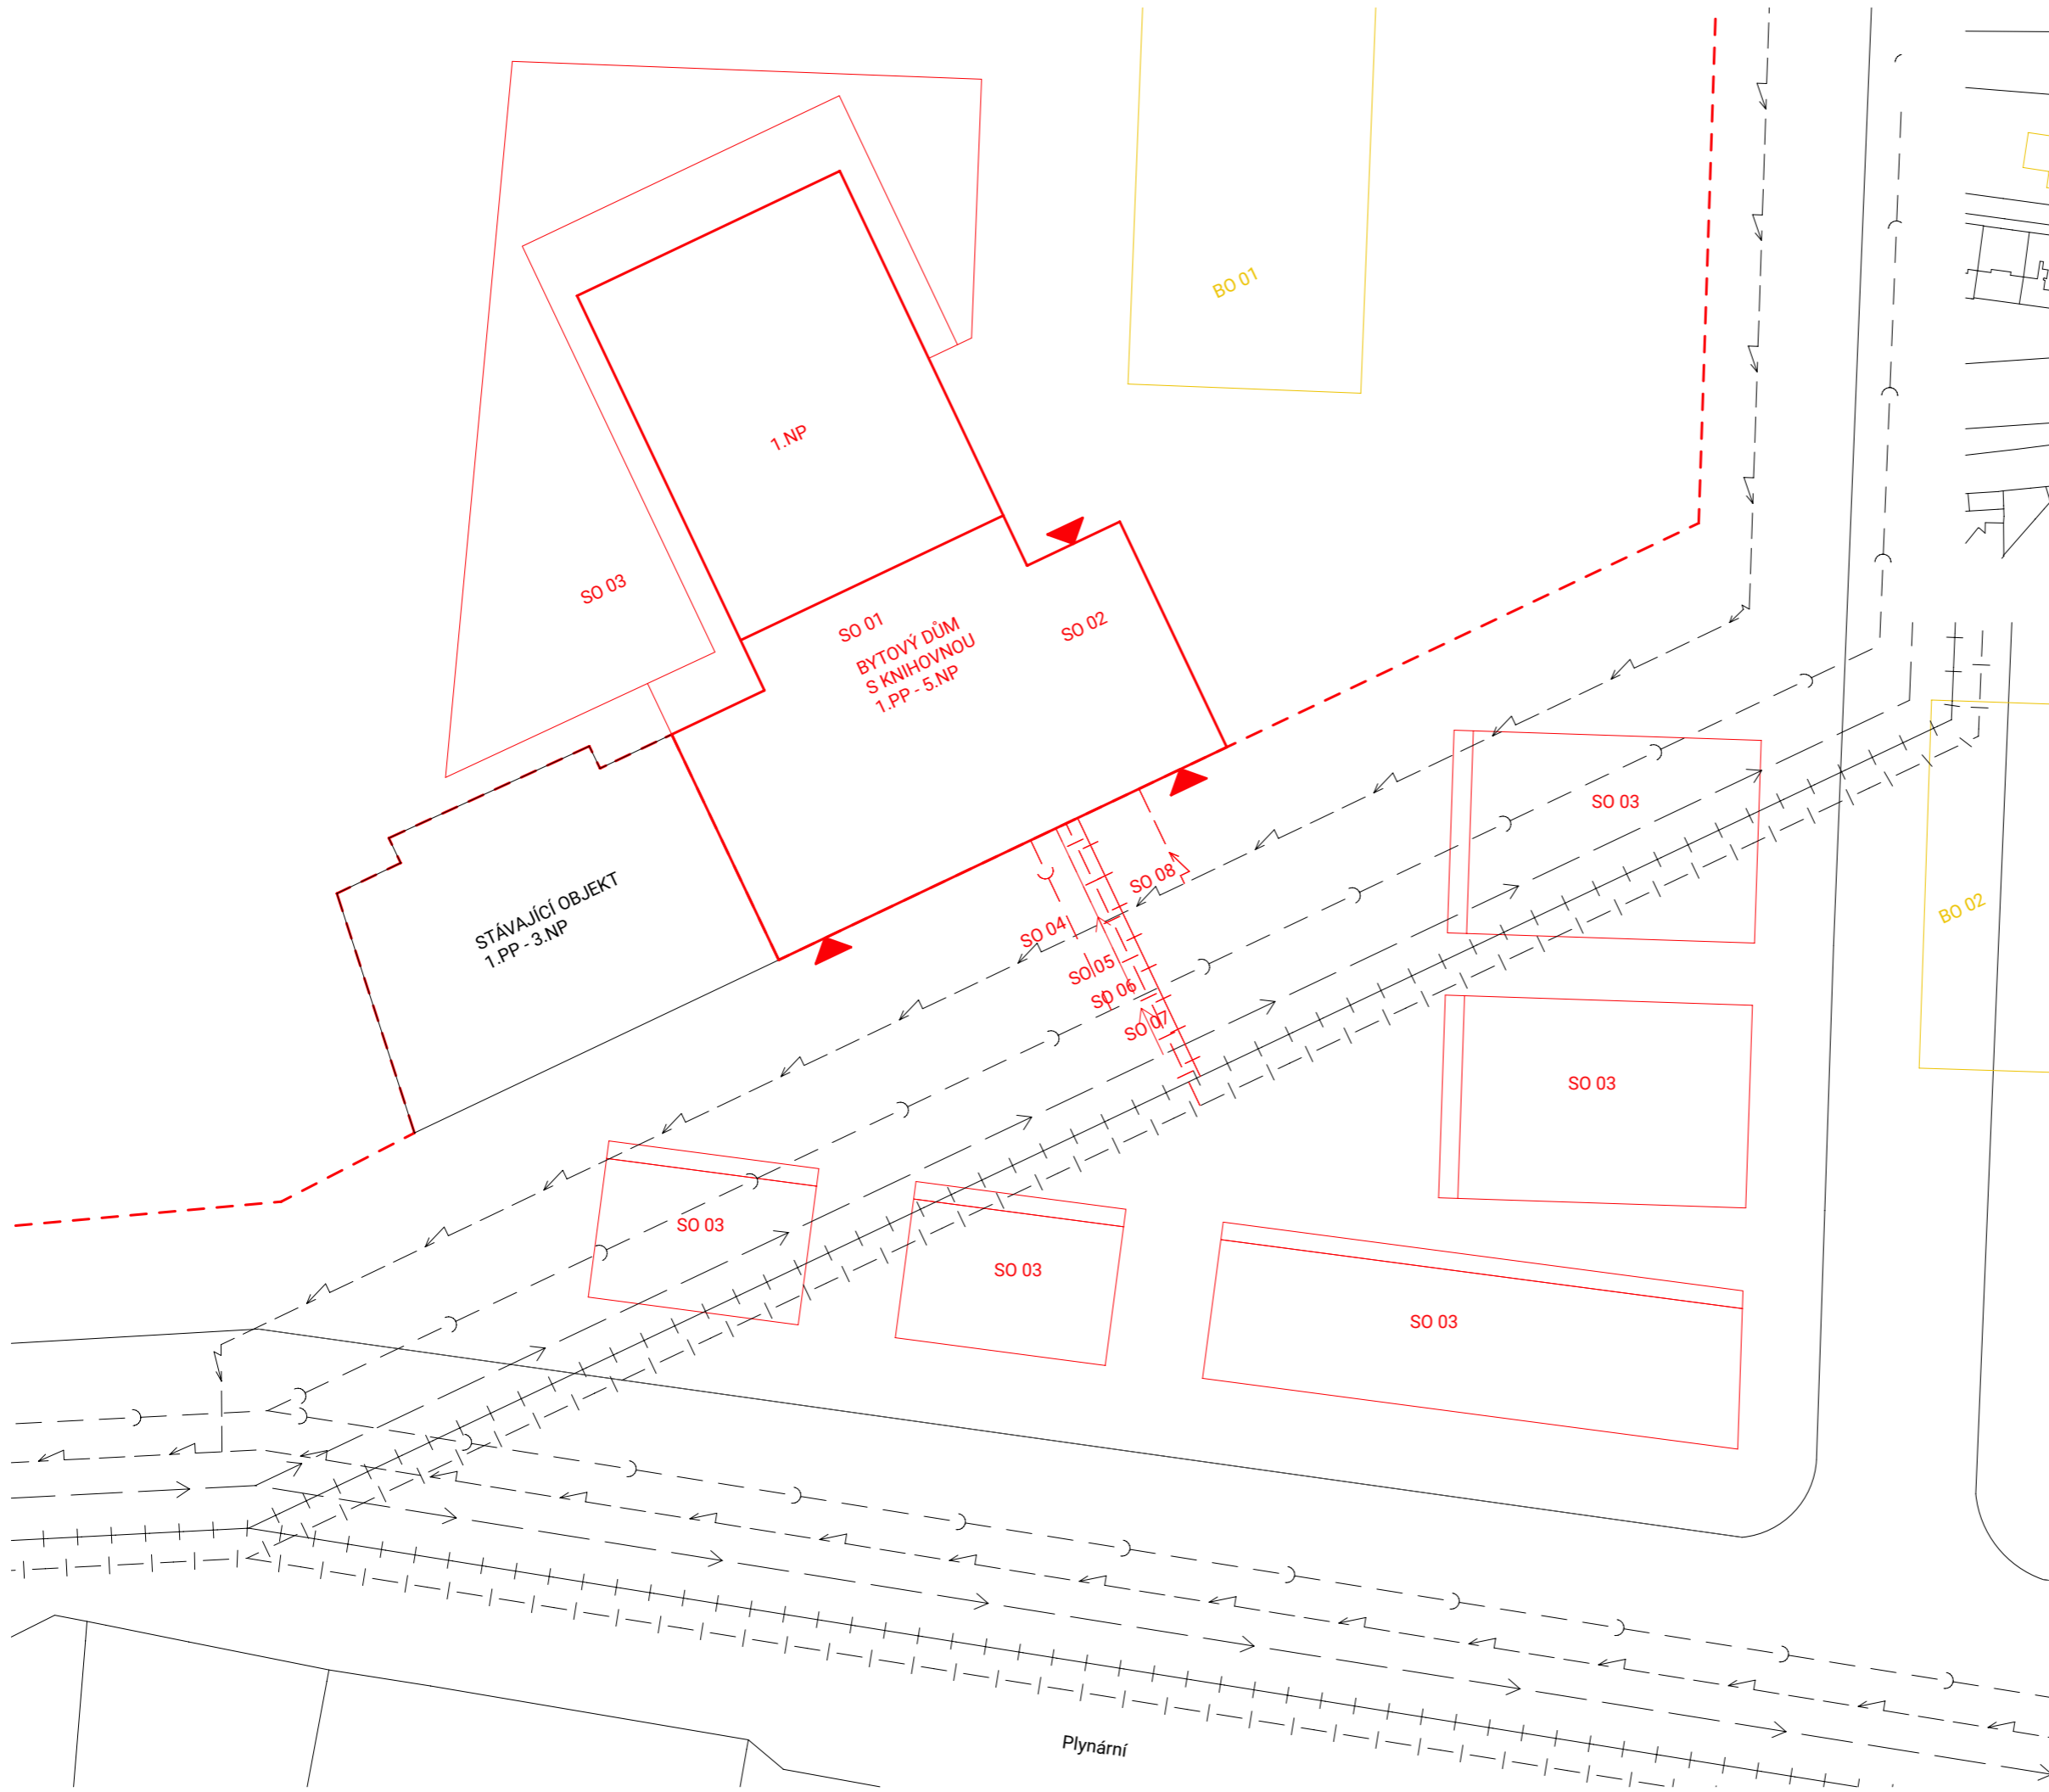 BO 01
1.NP
SO 03
SO 01
BYTOVÝ DŮM
S KNIHOVNOU
1.PP - 5.NP
SO 02
SO 03
STÁVAJÍCÍ OBJEKT
1.PP - 3.NP
SO 08
SO 04
SO 05
SO 06
SO 07
BO 02
SO 03
SO 03
SO 03
SO 03
Plynární